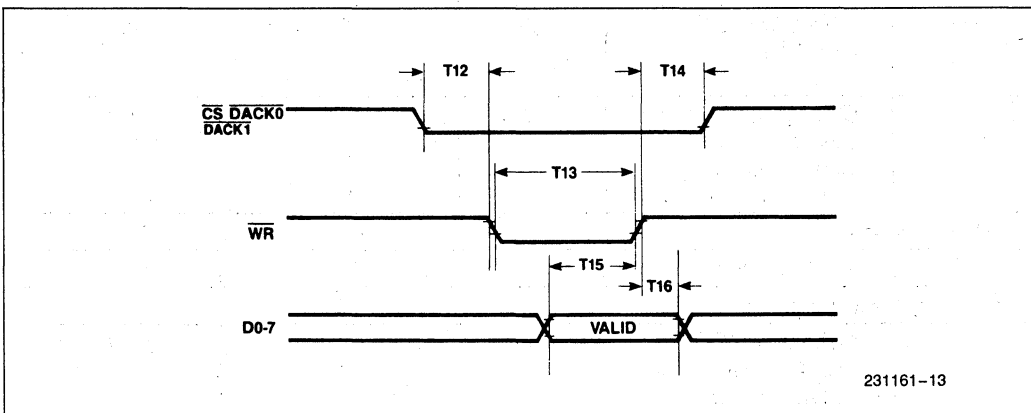 T12
T14
CS DACK0
DACK1
T13
WR
T15
T16
D0-7
VALID
231161-13